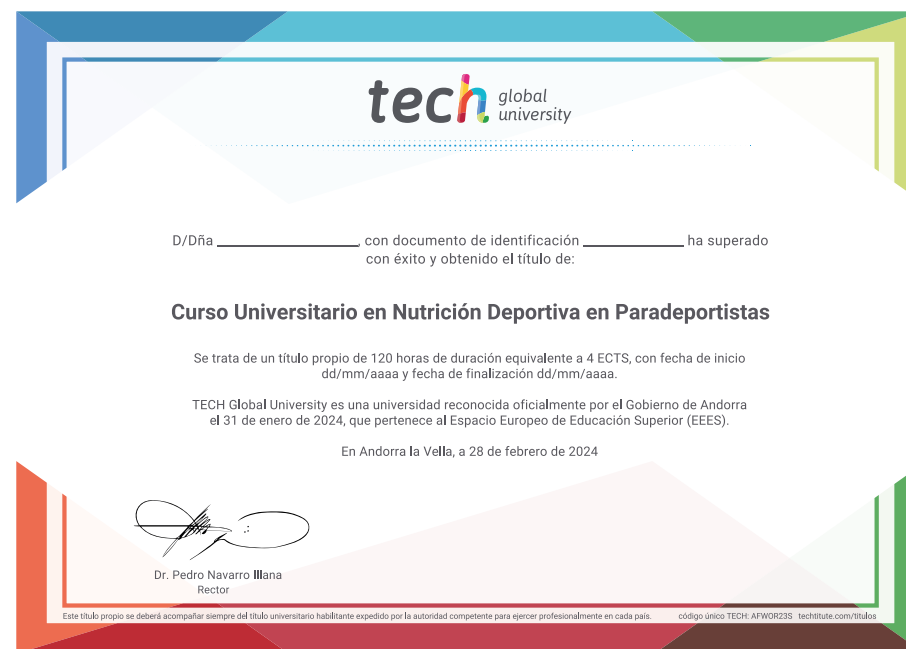 tech global
university
D/Dña ______________, con documento de identificación ______________ ha superado
con éxito y obtenido el título de:
Curso Universitario en Nutrición Deportiva en Paradeportistas
Se trata de un título propio de 120 horas de duración equivalente a 4 ECTS, con fecha de inicio
dd/mm/aaaa y fecha de finalización dd/mm/aaaa.
TECH Global University es una universidad reconocida oficialmente por el Gobierno de Andorra
el 31 de enero de 2024, que pertenece al Espacio Europeo de Educación Superior (EEES).
En Andorra la Vella, a 28 de febrero de 2024
Dr. Pedro Navarro Illana
Rector
Este título propio se deberá acompañar siempre del título universitario habilitante expedido por la autoridad competente para ejercer profesionalmente en cada país. código único TECH: AFWOR23S techtitute.com/titulos